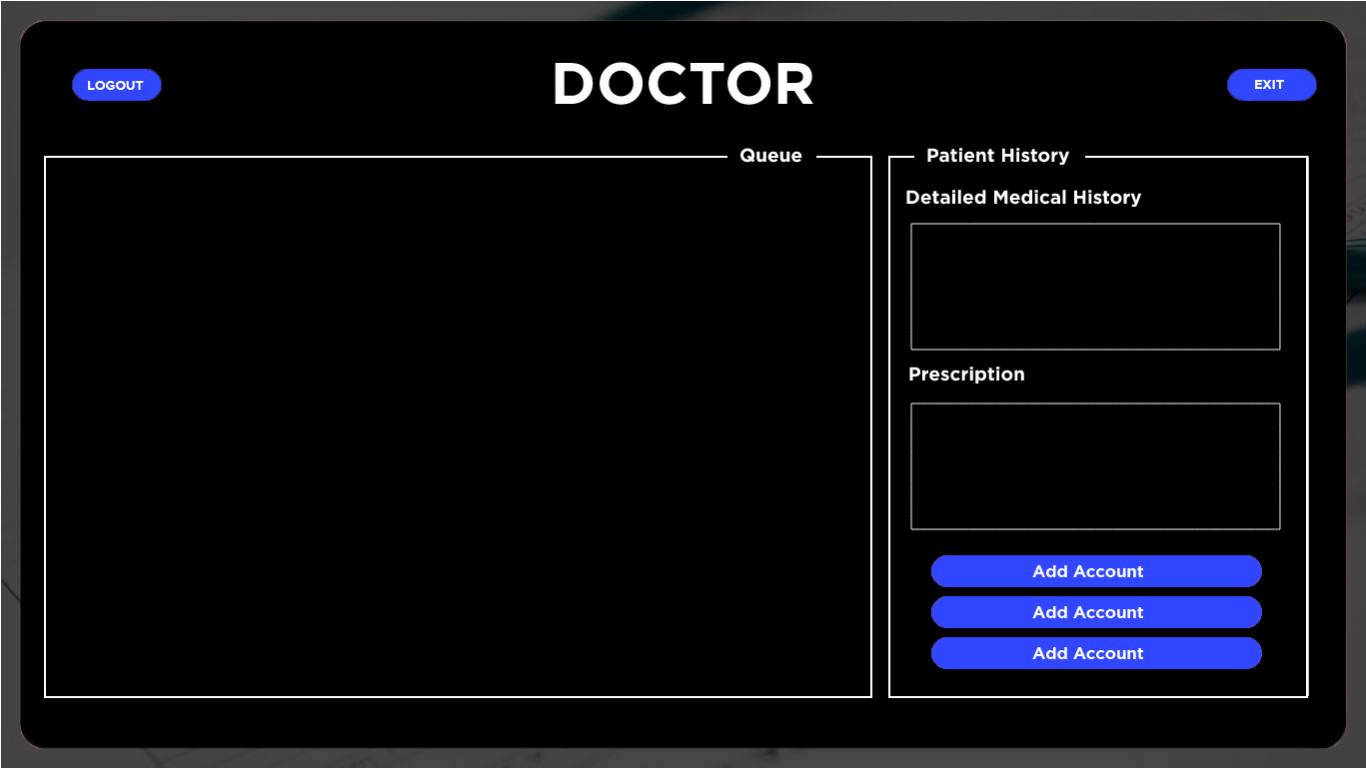 LOGOUT
DOCTOR
EXIT
Queue
Patient History
Detailed Medical History
Prescription
Add Account
Add Account
Add Account